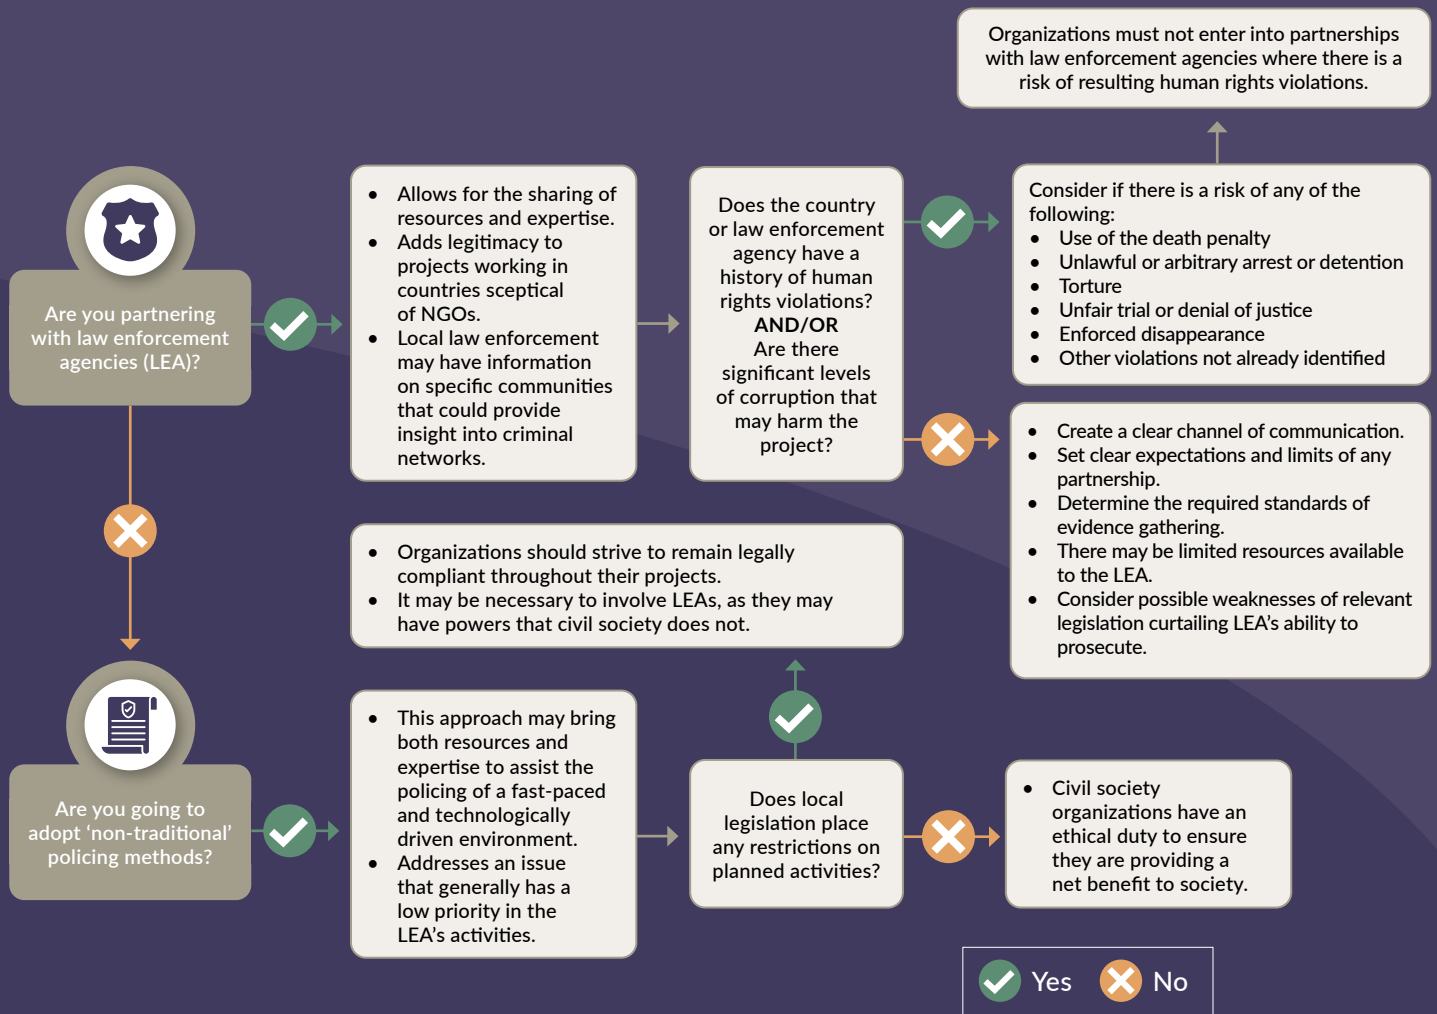 Organizations must not enter into partnerships
with law enforcement agencies where there is a
risk of resulting human rights violations.
Are you partnering
with law enforcement
agencies (LEA)?
• Allows for the sharing of
resources and expertise.
• Adds legitimacy to
projects working in
countries sceptical
of NGOs.
• Local law enforcement
may have information
on specific communities
that could provide
insight into criminal
networks.
Does the country
or law enforcement
agency have a
history of human
rights violations?
AND/OR
Are there
significant levels
of corruption that
may harm the
project?
Consider if there is a risk of any of the
following:
• Use of the death penalty
• Unlawful or arbitrary arrest or detention
• Torture
• Unfair trial or denial of justice
• Enforced disappearance
• Other violations not already identified
• Create a clear channel of communication.
• Set clear expectations and limits of any
partnership.
• Determine the required standards of
evidence gathering.
• There may be limited resources available
to the LEA.
• Consider possible weaknesses of relevant
legislation curtailing LEA's ability to
prosecute.
• Organizations should strive to remain legally
compliant throughout their projects.
• It may be necessary to involve LEAs, as they may
have powers that civil society does not.
Are you going to
adopt 'non-traditional'
policing methods?
• This approach may bring
both resources and
expertise to assist the
policing of a fast-paced
and technologically
driven environment.
• Addresses an issue
that generally has a
low priority in the
LEA's activities.
Does local
legislation place
any restrictions on
planned activities?
• Civil society
organizations have an
ethical duty to ensure
they are providing a
net benefit to society.
Yes No